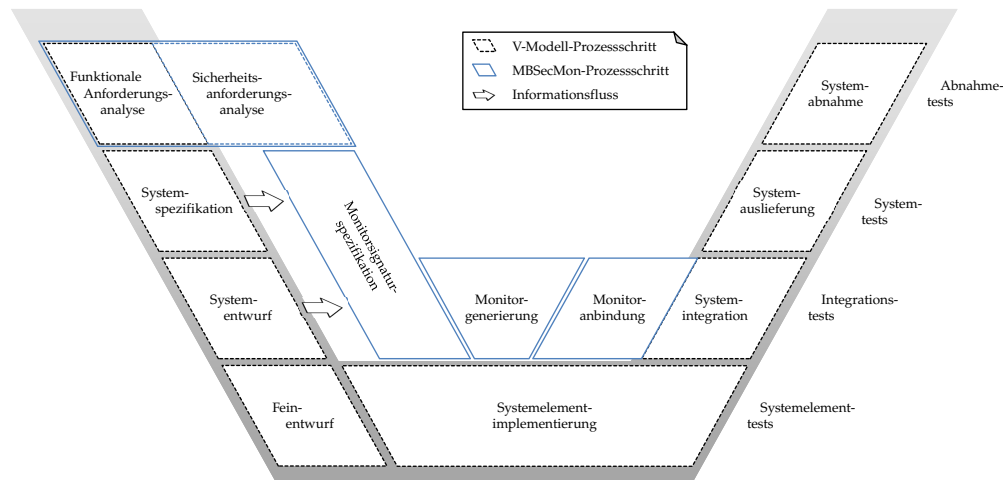 V-Modell-Prozessschritt
MBSecMon-Prozessschritt
Informationsfluss
Funktionale
Anforderungs-
analyse
Sicherheits-
anforderungs-
analyse
System-
abnahme
Abnahme-
tests
System-
spezifikation
Monitorsignatur-
spezifikation
System-
auslieferung
System-
tests
System-
entwurf
Monitor-
generierung
Monitor-
anbindung
System-
integration
Integrations-
tests
Fein-
entwurf
Systemelement-
implementierung
Systemelement-
tests